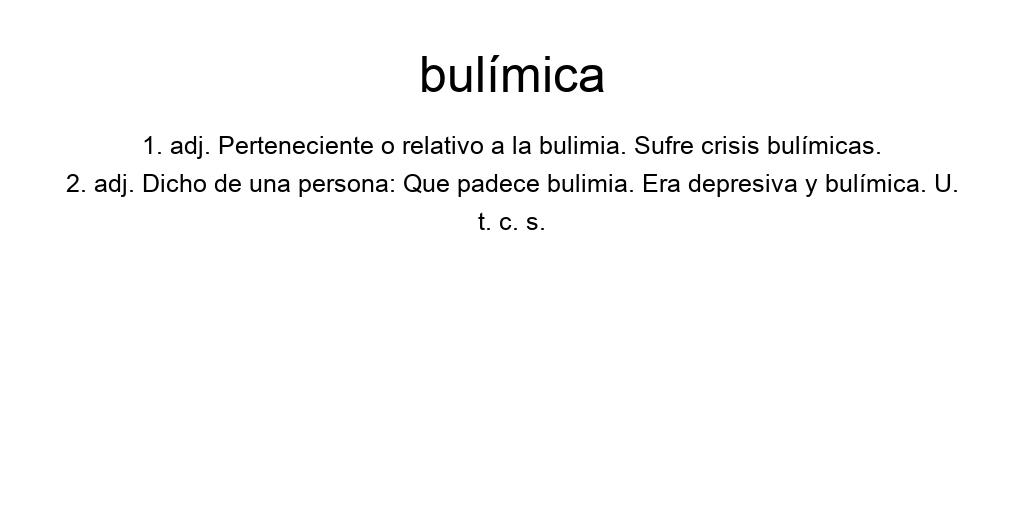 bulímica
1. adj. Perteneciente o relativo a la bulimia. Sufre crisis bulímicas.
2. adj. Dicho de una persona: Que padece bulimia. Era depresiva y bulímica. U.
t. c. s.